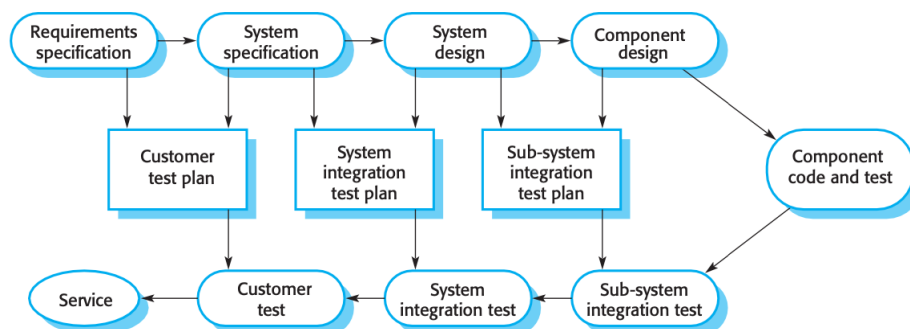 Requirements
specification
System
specification
System
design
Component
design
Customer
test plan
System
integration
test plan
Sub-system
integration
test plan
Component
code and test
Service
Customer
test
System
integration test
Sub-system
integration test